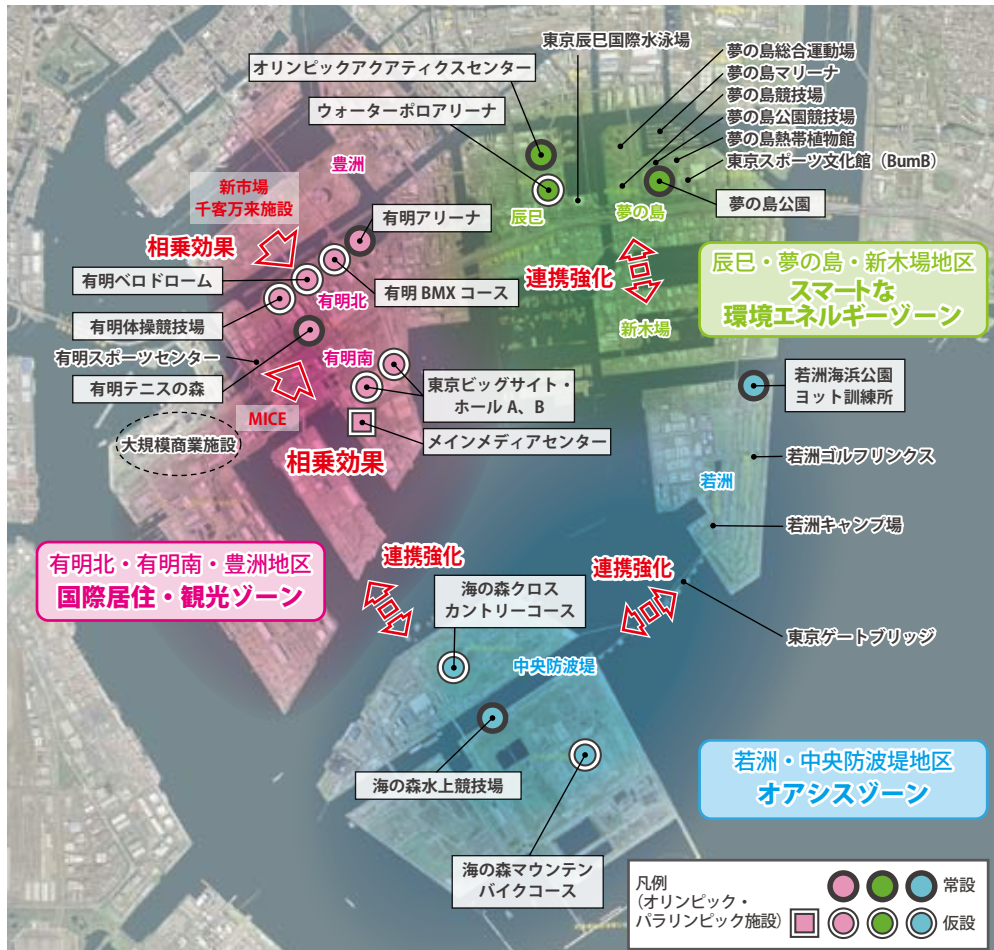 東京辰巳国際水泳場
オリンピックアクアティクスセンター
ウォーターポロアリーナ
夢の島総合運動場
夢の島マリーナ
夢の島競技場
夢の島公園競技場
夢の島熱帯植物館
東京スポーツ文化館（BumB）
夢の島公園
豊洲
辰巳
夢の島
新市場
千客万来施設
相乗効果
有明アリーナ
有明ベロドローム
有明北
有明 BMX コース
連携強化
新木場
辰巳・夢の島・新木場地区
スマートな
環境エネルギーゾーン
有明体操競技場
有明スポーツセンター
有明テニスの森
有明南
東京ビッグサイト・
ホール A、B
メインメディアセンター
MICE
相乗効果
大規模商業施設
若洲海浜公園
ヨット訓練所
若洲ゴルフリンクス
若洲
若洲キャンプ場
有明北・有明南・豊洲地区
国際居住・観光ゾーン
連携強化
連携強化
海の森クロス
カントリーコース
東京ゲートブリッジ
中央防波堤
海の森水上競技場
若洲・中央防波堤地区
オアシスゾーン
海の森マウンテン
バイクコース
凡例
（オリンピック・
パラリンピック施設）
常設
仮設